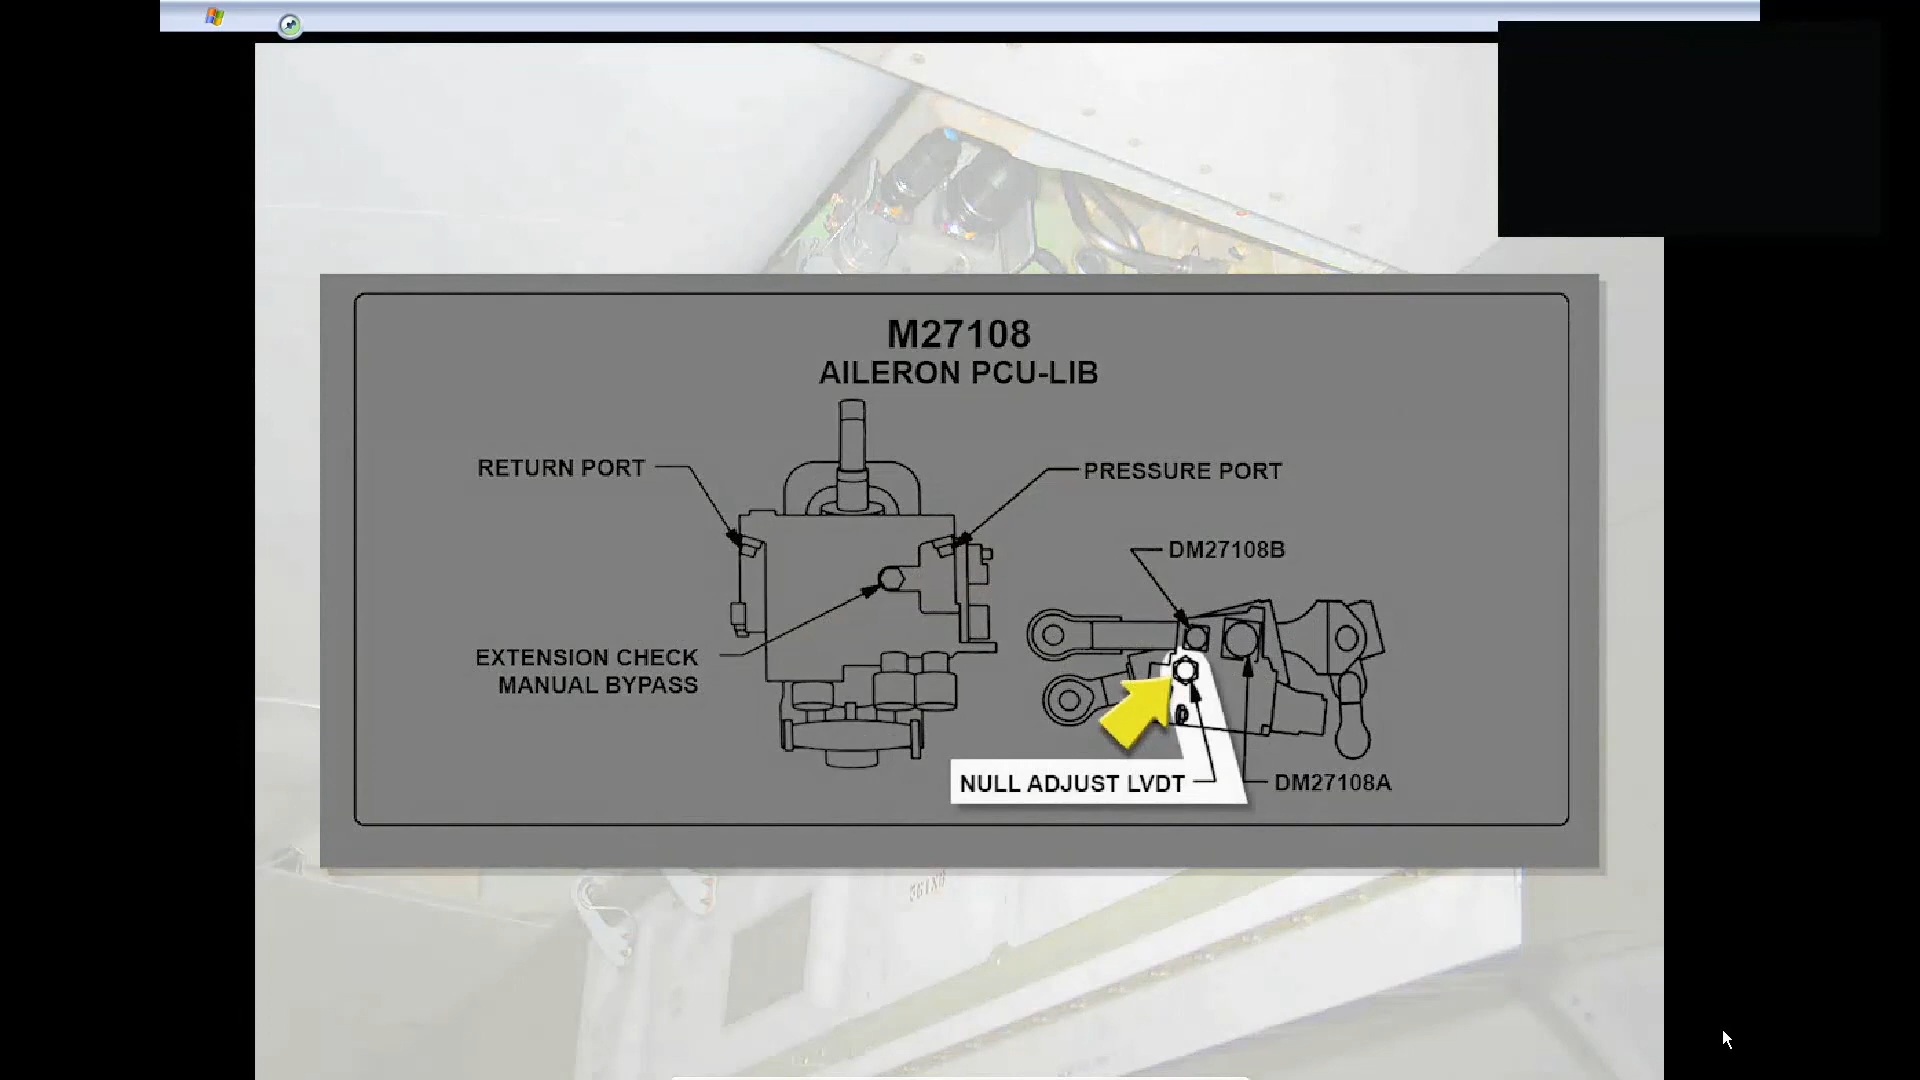 M27108
AILERON PCU-LIB
RETURN PORT
PRESSURE PORT
DM27108B
EXTENSION CHECK
MANUAL BYPASS
NULL ADJUST LVDT
DM27108A